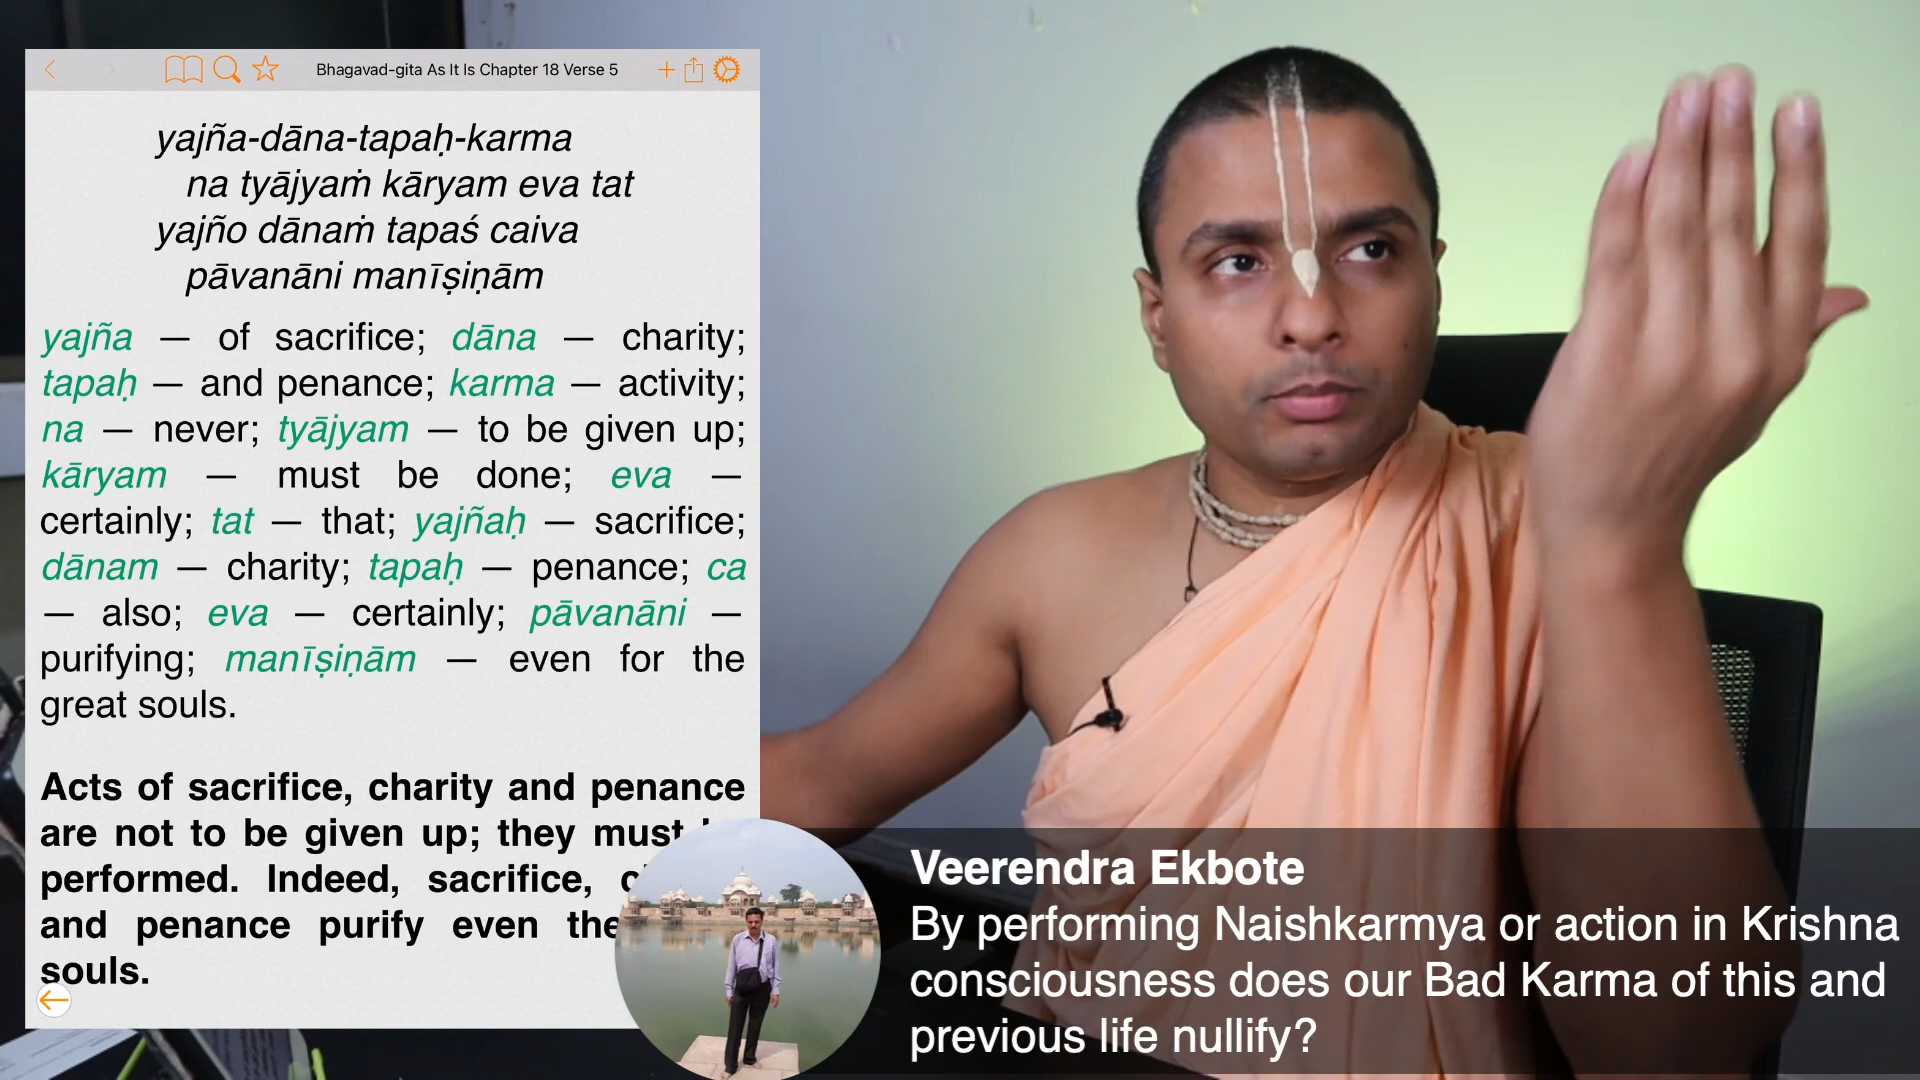 Bhagavad-gita As It Is Chapter 18 Verse 5
yajña-dāna-tapaḥ-karma
na tyājyaṁ kāryam eva tat
yajño dānaṁ tapaś caiva
pāvanāni manīṣiṇām
yajña — of sacrifice; dāna — charity;
tapaḥ — and penance; karma — activity;
na — never; tyājyam — to be given up;
kāryam — must be done; eva —
certainly; tat — that; yajñaḥ — sacrifice;
dānam — charity; tapaḥ — penance; ca
— also; eva — certainly; pāvanāni —
purifying; manīṣiṇām — even for the
great souls.
Acts of sacrifice, charity and penance
are not to be given up; they must
performed. Indeed, sacrifice,
and penance purify even the
souls.
Veerendra Ekbote
By performing Naishkarmya or action in Krishna
consciousness does our Bad Karma of this and
previous life nullify?